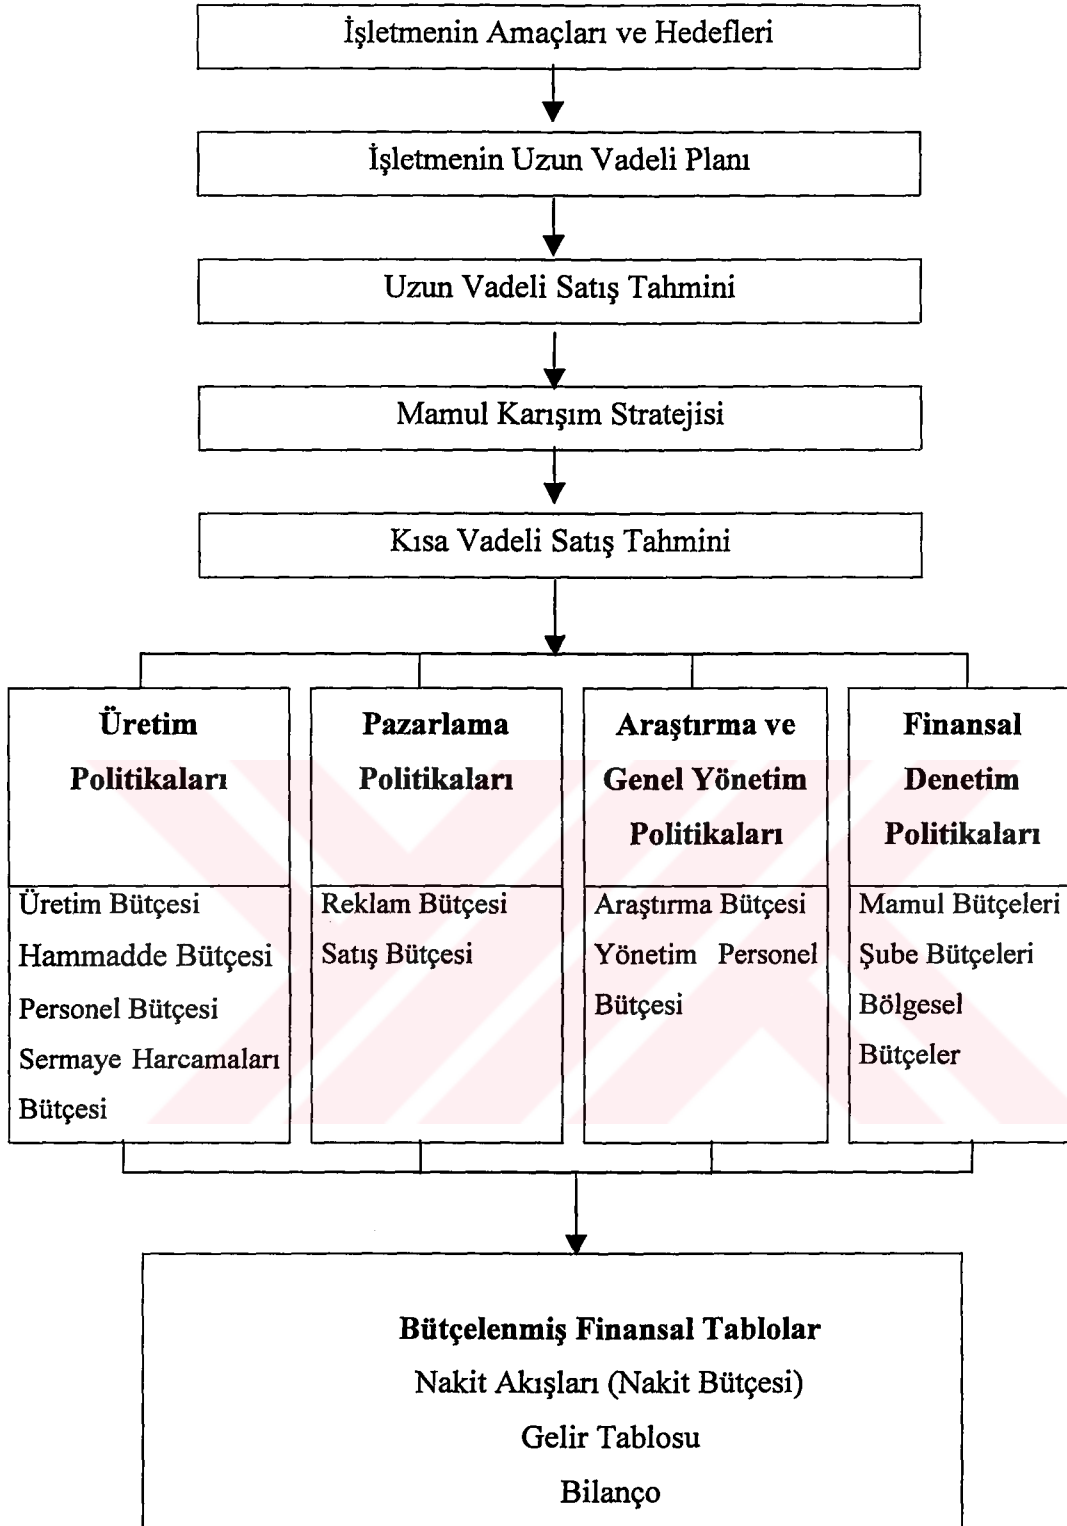 İşletmenin Amaçları ve Hedefleri
İşletmenin Uzun Vadeli Planı
Uzun Vadeli Satış Tahmini
Mamul Karışım Stratejisi
Kısa Vadeli Satış Tahmini
Üretim
Politikaları
Üretim Bütçesi
Hammadde Bütçesi
Personel Bütçesi
Sermaye Harcamaları
Bütçesi
Pazarlama
Politikaları
Reklam Bütçesi
Satış Bütçesi
Araştırma ve
Genel Yönetim
Politikaları
Araştırma Bütçesi
Yönetim Personel
Bütçesi
Finansal
Denetim
Politikaları
Mamul Bütçeleri
Şube Bütçeleri
Bölgesel
Bütçeler
Bütçelenmiş Finansal Tablolar
Nakit Akışları (Nakit Bütçesi)
Gelir Tablosu
Bilanço